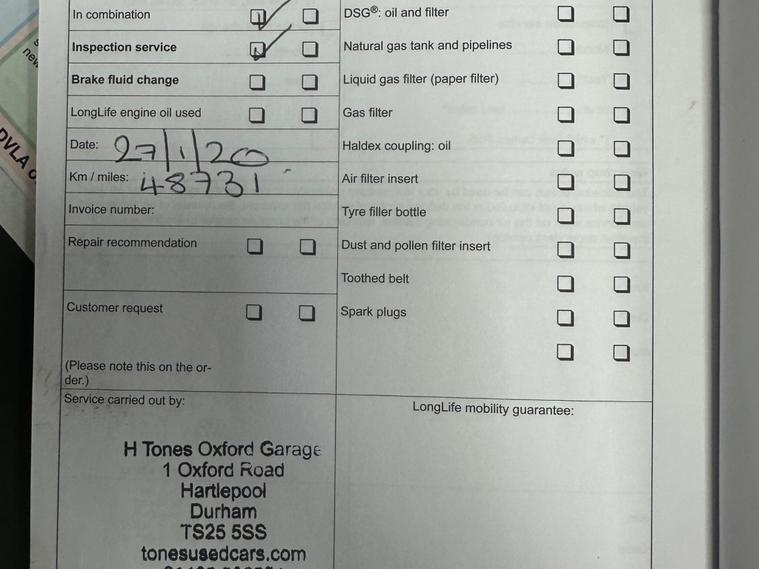 In combination
Inspection service
Brake fluid change
LongLife engine oil used
Date: 27/1/20
Km / miles: 48731
Invoice number:
Repair recommendation
Customer request
(Please note this on the or-
der.)
Service carried out by:
H Tones Oxford Garage
1 Oxford Road
Hartlepool
Durham
TS25 5SS
tonesusedcars.com
DSG®: oil and filter
Natural gas tank and pipelines
Liquid gas filter (paper filter)
Gas filter
Haldex coupling: oil
Air filter insert
Tyre filler bottle
Dust and pollen filter insert
Toothed belt
Spark plugs
LongLife mobility guarantee:
DVLA